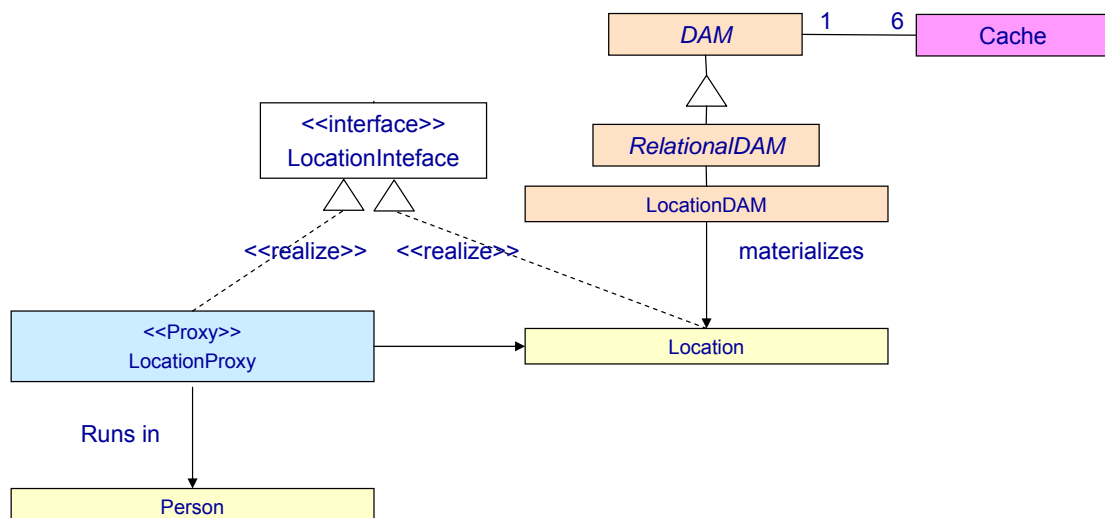 DAM
1
6
Cache
<<interface>>
LocationInteface
RelationalDAM
LocationDAM
<<realize>>
<<realize>>
materializes
<<Proxy>>
LocationProxy
Location
Runs in
Person